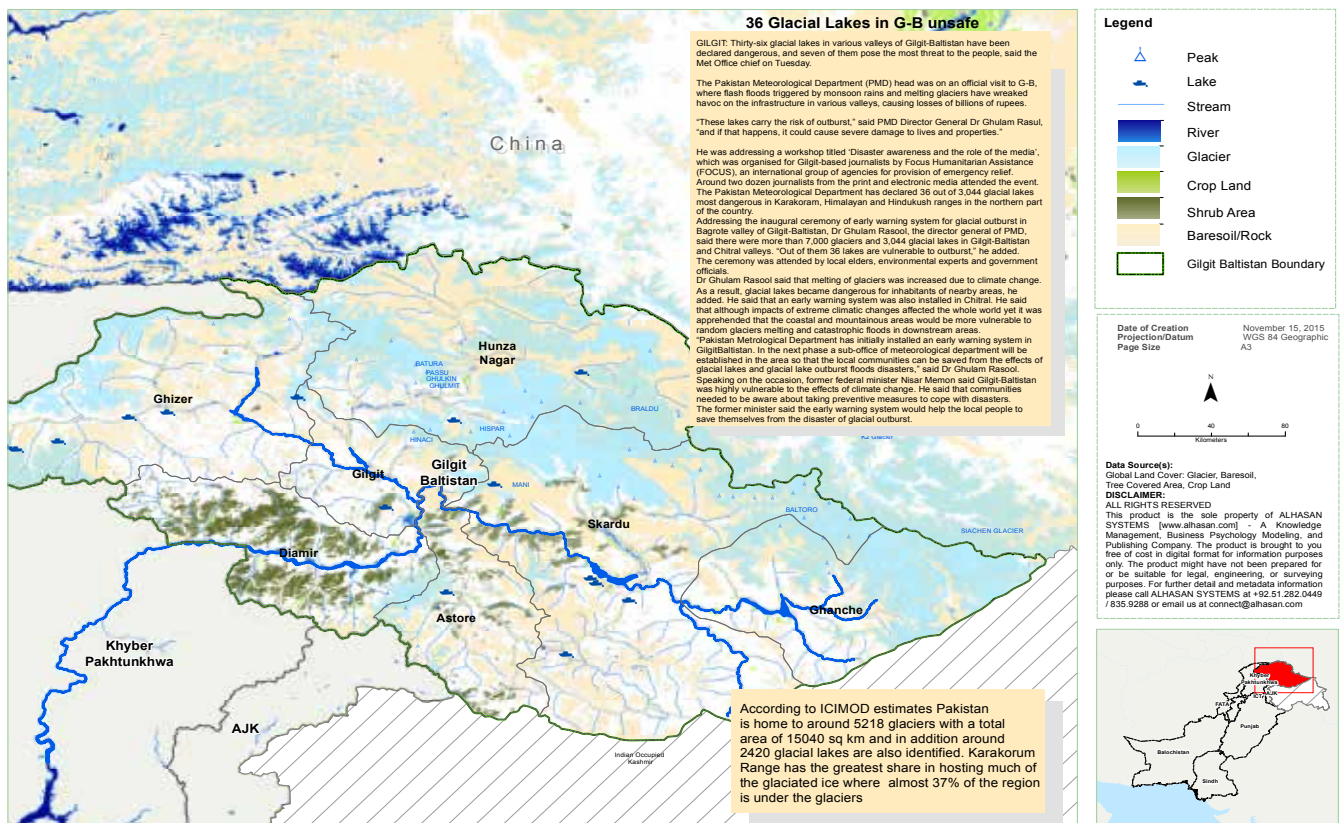 36 Glacial Lakes in G-B unsafe
GILGIT: Thirty-six glacial lakes in various valleys of Gilgit-Baltistan have been
declared dangerous, and seven of them pose the most threat to the people, said the
Met Office chief on Tuesday.
The Pakistan Meteorological Department (PMD) head was on an official visit to G-B,
where flash floods triggered by monsoon rains and melting glaciers have wreaked
havoc on the infrastructure in various valleys, causing losses of billions of rupees.
"These lakes carry the risk of outburst," said PMD Director General Dr Ghulam Rasul,
"and if that happens, it could cause severe damage to lives and properties."
He was addressing a workshop titled 'Disaster awareness and the role of the media',
which was organised for Gilgit-based journalists by Focus Humanitarian Assistance
(FOCUS), an international group of agencies for provision of emergency relief.
Around two dozen journalists from the print and electronic media attended the event.
The Pakistan Meteorological Department has declared 36 out of 3,044 glacial lakes
most dangerous in Karakoram, Himalayan and Hindukush ranges in the northern part
of the country.
Addressing the inaugural ceremony of early warning system for glacial outburst in
Bagrote valley of Gilgit-Baltistan, Dr Ghulam Rasool, the director general of PMD,
said there were more than 7,000 glaciers and 3,044 glacial lakes in Gilgit-Baltistan
and Chitral valleys. "Out of them 36 lakes are vulnerable to outburst," he added.
The ceremony was attended by local elders, environmental experts and government
officials.
Dr Ghulam Rasool said that melting of glaciers was increased due to climate change.
As a result, glacial lakes became dangerous for inhabitants of nearby areas, he
added. He said that an early warning system was also installed in Chitral. He said
that although impacts of extreme climatic changes affected the whole world yet it was
apprehended that the coastal and mountainous areas would be more vulnerable to
random glaciers melting and catastrophic floods in downstream areas.
"Pakistan Metrological Department has initially installed an early warning system in
GilgitBaltistan. In the next phase a sub-office of meteorological department will be
established in the area so that the local communities can be saved from the effects of
glacial lakes and glacial lake outburst floods disasters," said Dr Ghulam Rasool.
Speaking on the occasion, former federal minister Nisar Memon said Gilgit-Baltistan
was highly vulnerable to the effects of climate change. He said that communities
needed to be aware about taking preventive measures to cope with disasters.
The former minister said the early warning system would help the local people to
save themselves from the disaster of glacial outburst.
China
Hunza
Nagar
BATURA
PASSU
GHULKIN
GHULMIT
Ghizer
BRALDU
HISPAR
HINACI
K2 Glacier
Gilgit
Gilgit
Baltistan
MANI
Skardu
BALTORO
SIACHEN GLACIER
Diamir
Ghanche
Astore
Khyber
Pakhtunkhwa
AJK
Indian Occupied
Kashmir
According to ICIMOD estimates Pakistan
is home to around 5218 glaciers with a total
area of 15040 sq km and in addition around
2420 glacial lakes are also identified. Karakorum
Range has the greatest share in hosting much of
the glaciated ice where almost 37% of the region
is under the glaciers
Legend
Peak
Lake
Stream
River
Glacier
Crop Land
Shrub Area
Baresoil/Rock
Gilgit Baltistan Boundary
Date of Creation November 15, 2015
Projection/Datum WGS 84 Geographic
Page Size A3
N
0 40 80
Kilometers
Data Source(s):
Global Land Cover: Glacier, Baresoil,
Tree Covered Area, Crop Land
DISCLAIMER:
ALL RIGHTS RESERVED
This product is the sole property of ALHASAN
SYSTEMS [www.alhasan.com] - A Knowledge
Management, Business Psychology Modeling, and
Publishing Company. The product is brought to you
free of cost in digital format for information purposes
only. The product might have not been prepared for
or be suitable for legal, engineering, or surveying
purposes. For further detail and metadata information
please call ALHASAN SYSTEMS at +92.51.282.0449
/ 835.9288 or email us at connect@alhasan.com
Khyber
Pakhtunkhwa
AJK
ICT
FATA
Punjab
Balochistan
Sindh